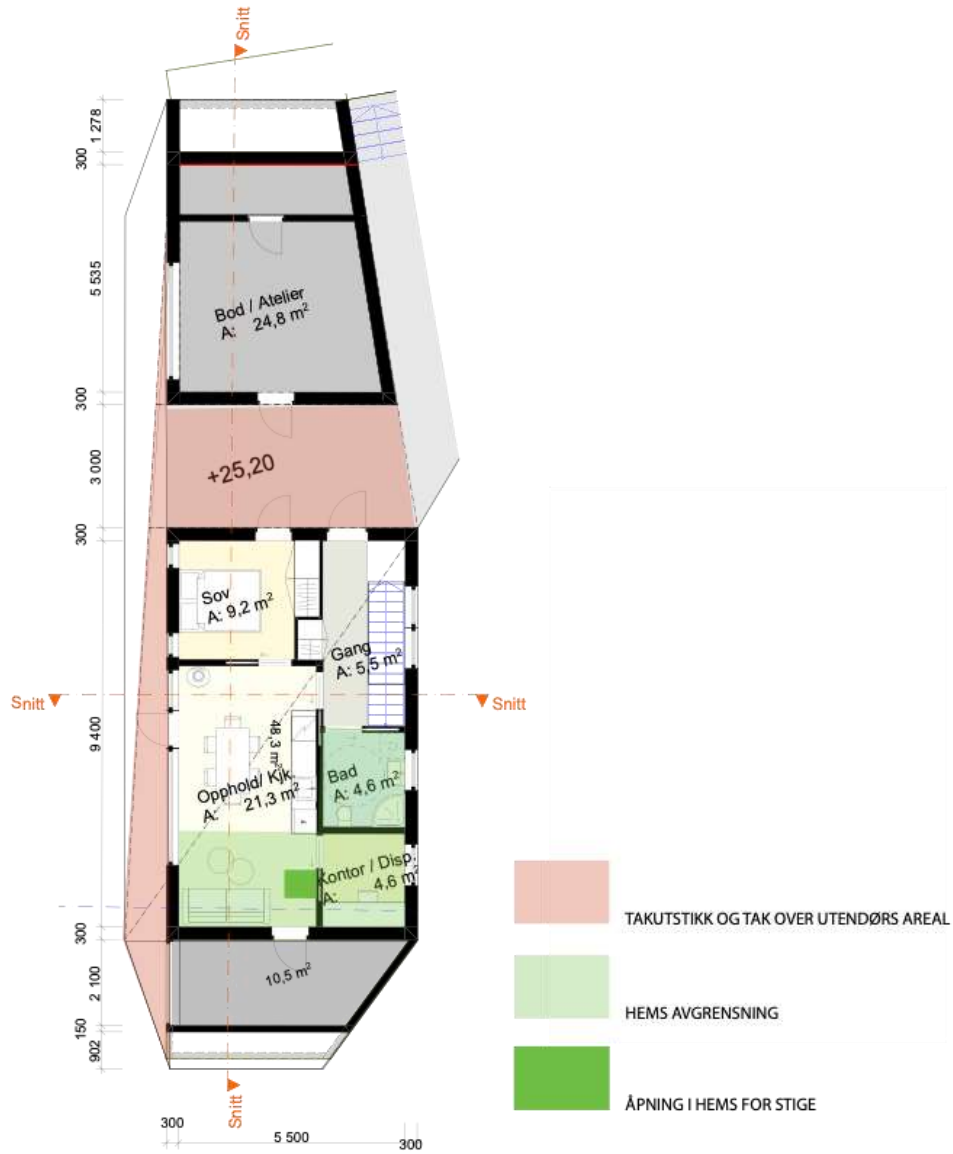 Snitt
1 278
300
5 535
Bod / Atelier
A: 24,8 m²
300
3 000
+25,20
300
Sov
A: 9,2 m²
Gang
A: 5,5 m²
Snitt
Snitt
9 400
48,3 m²
Opphold/ Kjk.
A: 21,3 m²
Bad
A: 4,6 m²
Kontor / Disp.
A: 4,6 m²
TAKUTSTIKK OG TAK OVER UTENDØRS AREAL
300
10,5 m²
2 100
HEMS AVGRENSNING
150
902
ÅPNING I HEMS FOR STIGE
Snitt
300
5 500
300